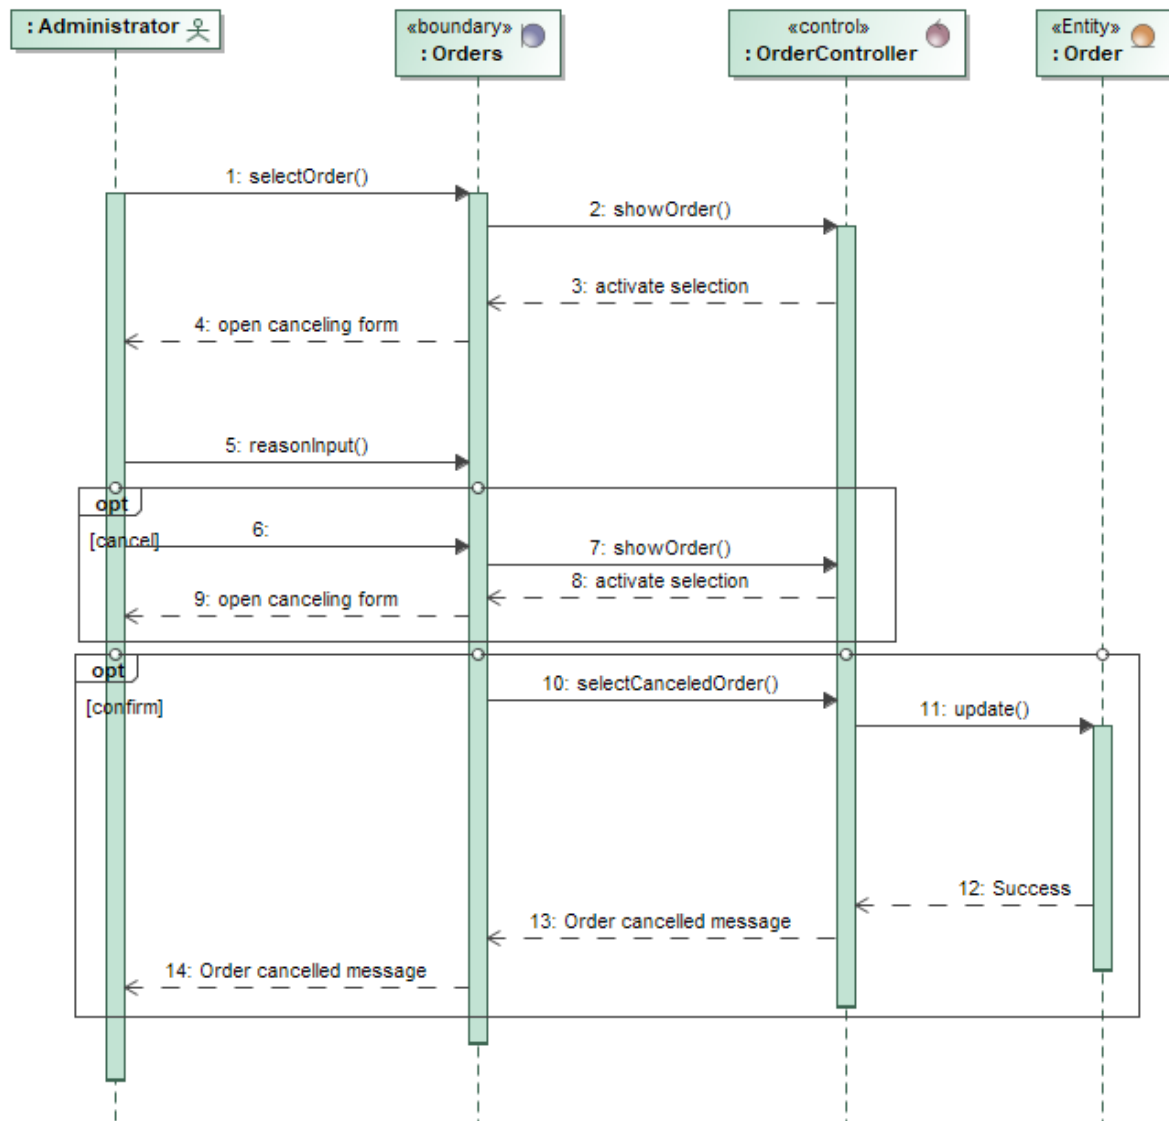 : Administrator
«boundary»
: Orders
«control»
: OrderController
«Entity»
: Order
1: selectOrder()
2: showOrder()
3: activate selection
4: open canceling form
5: reasonInput()
opt
[cancel]
6:
7: showOrder()
8: activate selection
9: open canceling form
opt
[confirm]
10: selectCanceledOrder()
11: update()
12: Success
13: Order cancelled message
14: Order cancelled message